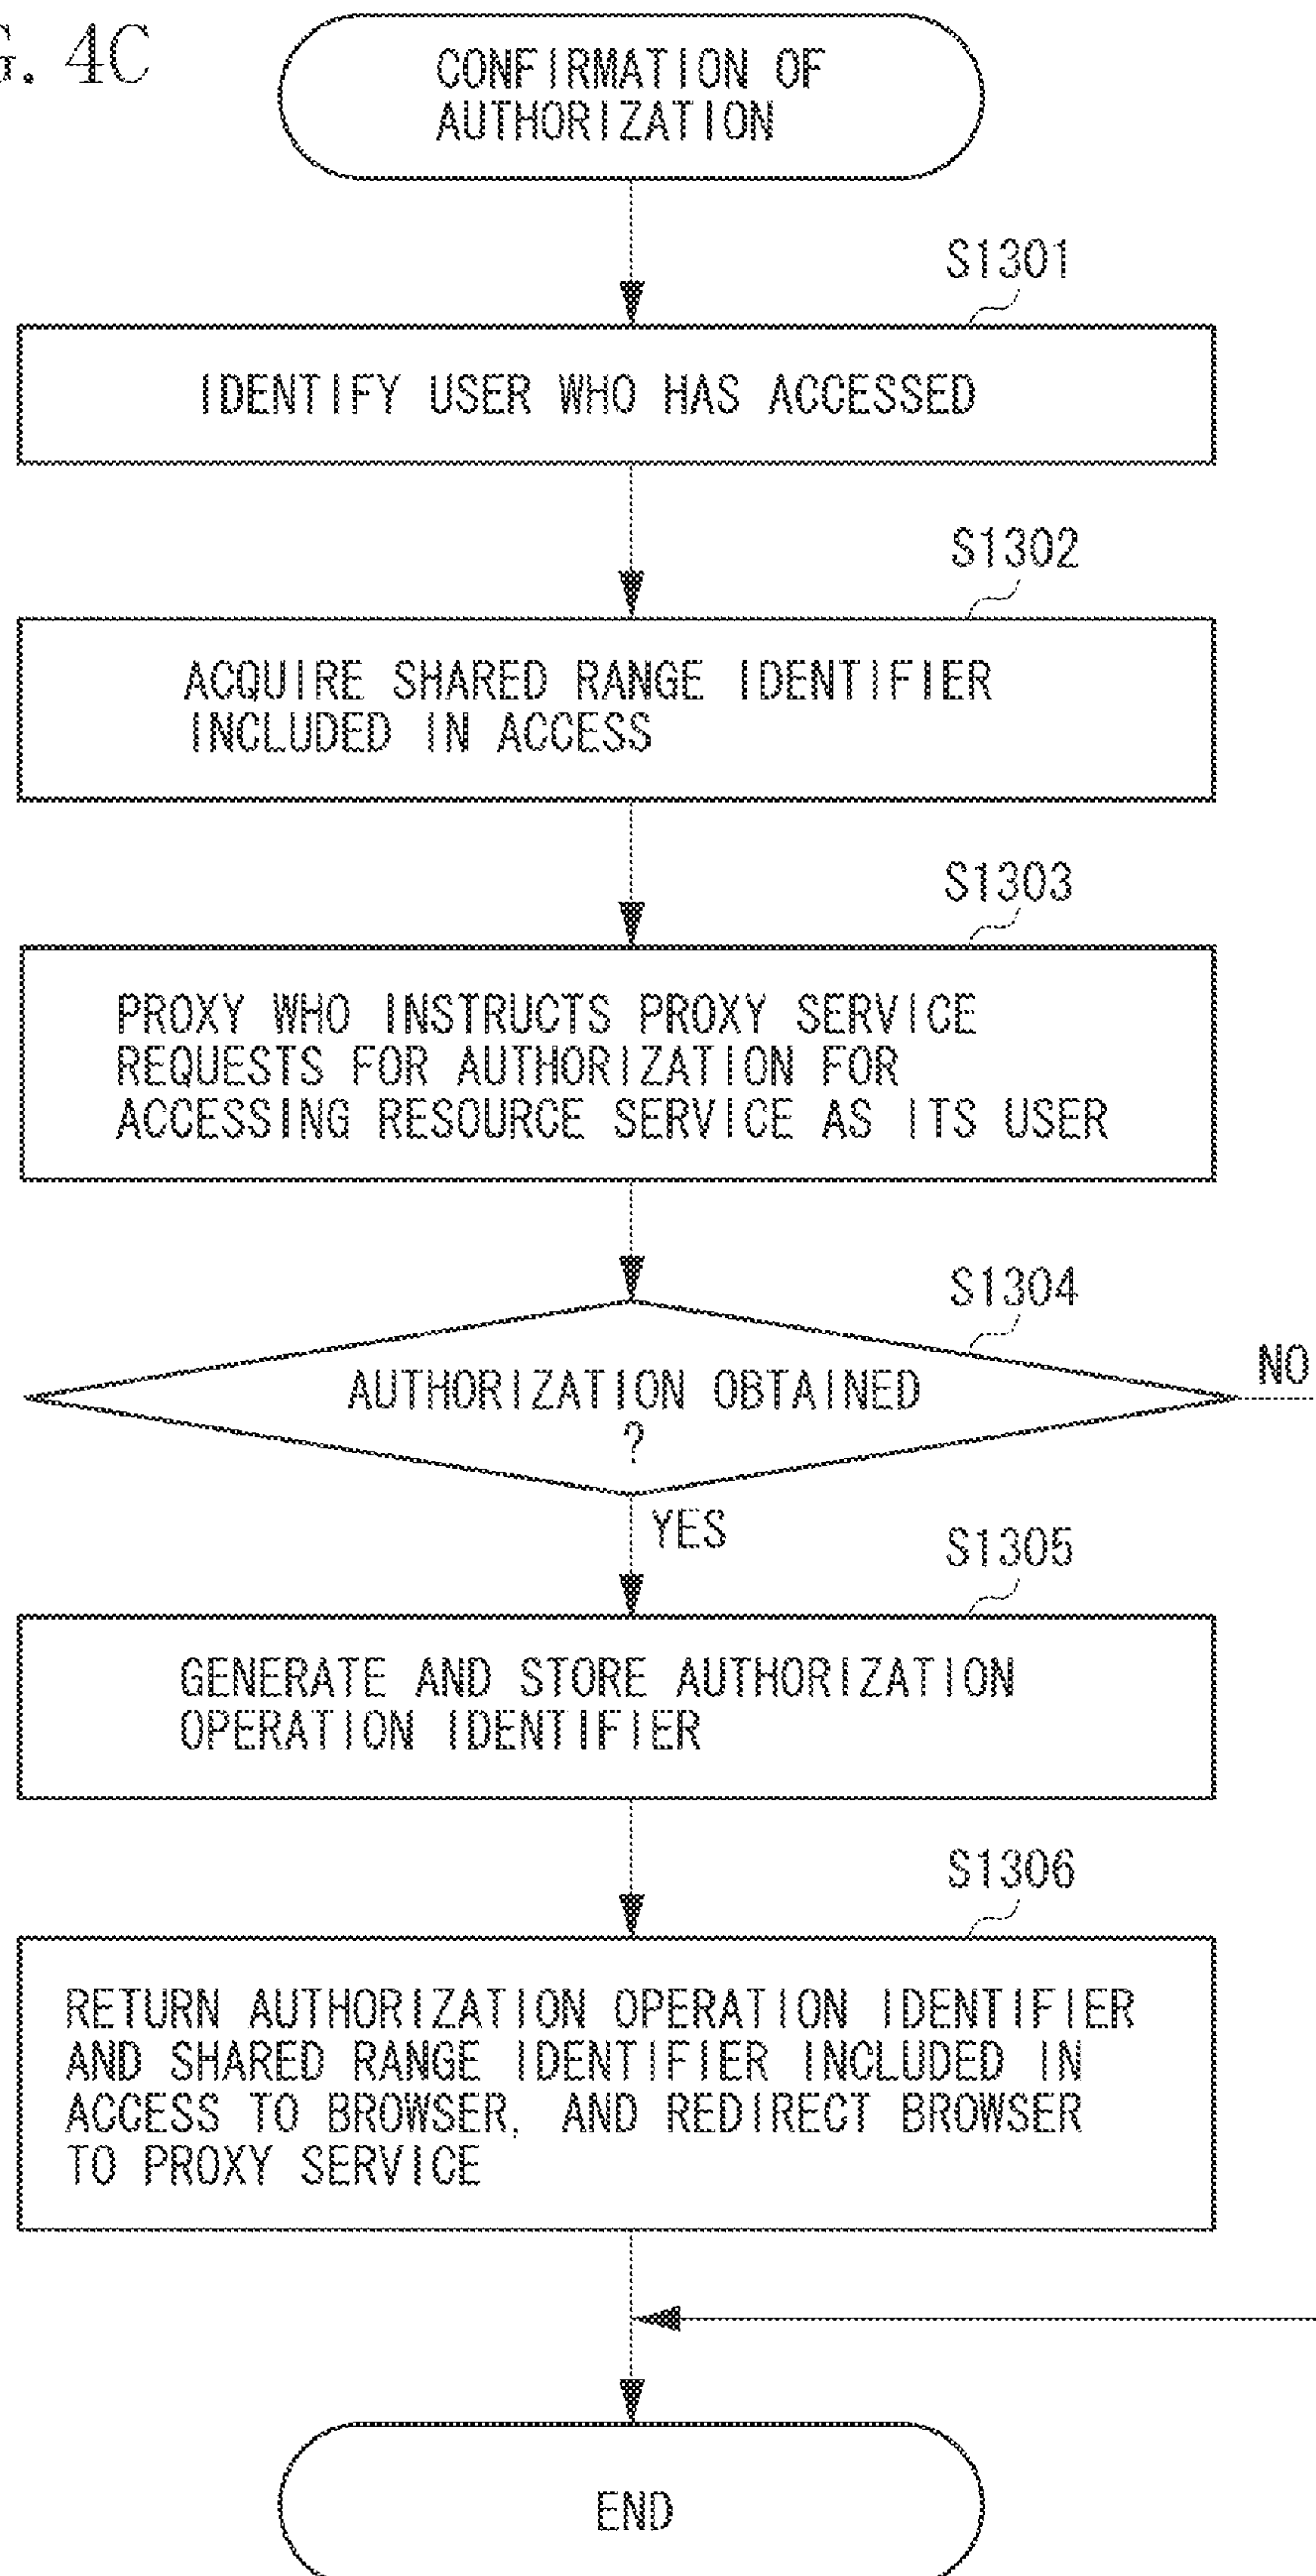 G. 4C
CONFIRMATION OF
AUTHORIZATION
S1301
IDENTIFY USER WHO HAS ACCESSED
S1302
ACQUIRE SHARED RANGE IDENTIFIER
INCLUDED IN ACCESS
S1303
PROXY WHO INSTRUCTS PROXY SERVICE
REQUESTS FOR AUTHORIZATION FOR
ACCESSING RESOURCE SERVICE AS ITS USER
S1304
AUTHORIZATION OBTAINED
?
NO
YES
S1305
GENERATE AND STORE AUTHORIZATION
OPERATION IDENTIFIER
S1306
RETURN AUTHORIZATION OPERATION IDENTIFIER
AND SHARED RANGE IDENTIFIER INCLUDED IN
ACCESS TO BROWSER, AND REDIRECT BROWSER
TO PROXY SERVICE
END